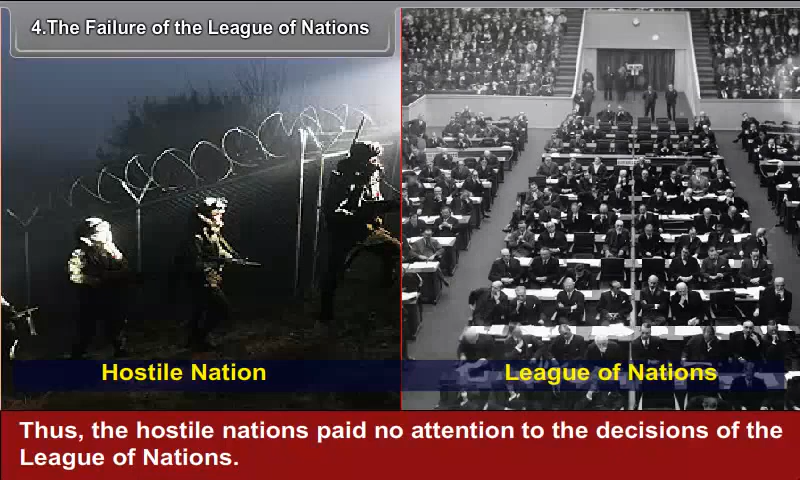 4.The Failure of the League of Nations
Hostile Nation
League of Nations
Thus, the hostile nations paid no attention to the decisions of the
League of Nations.